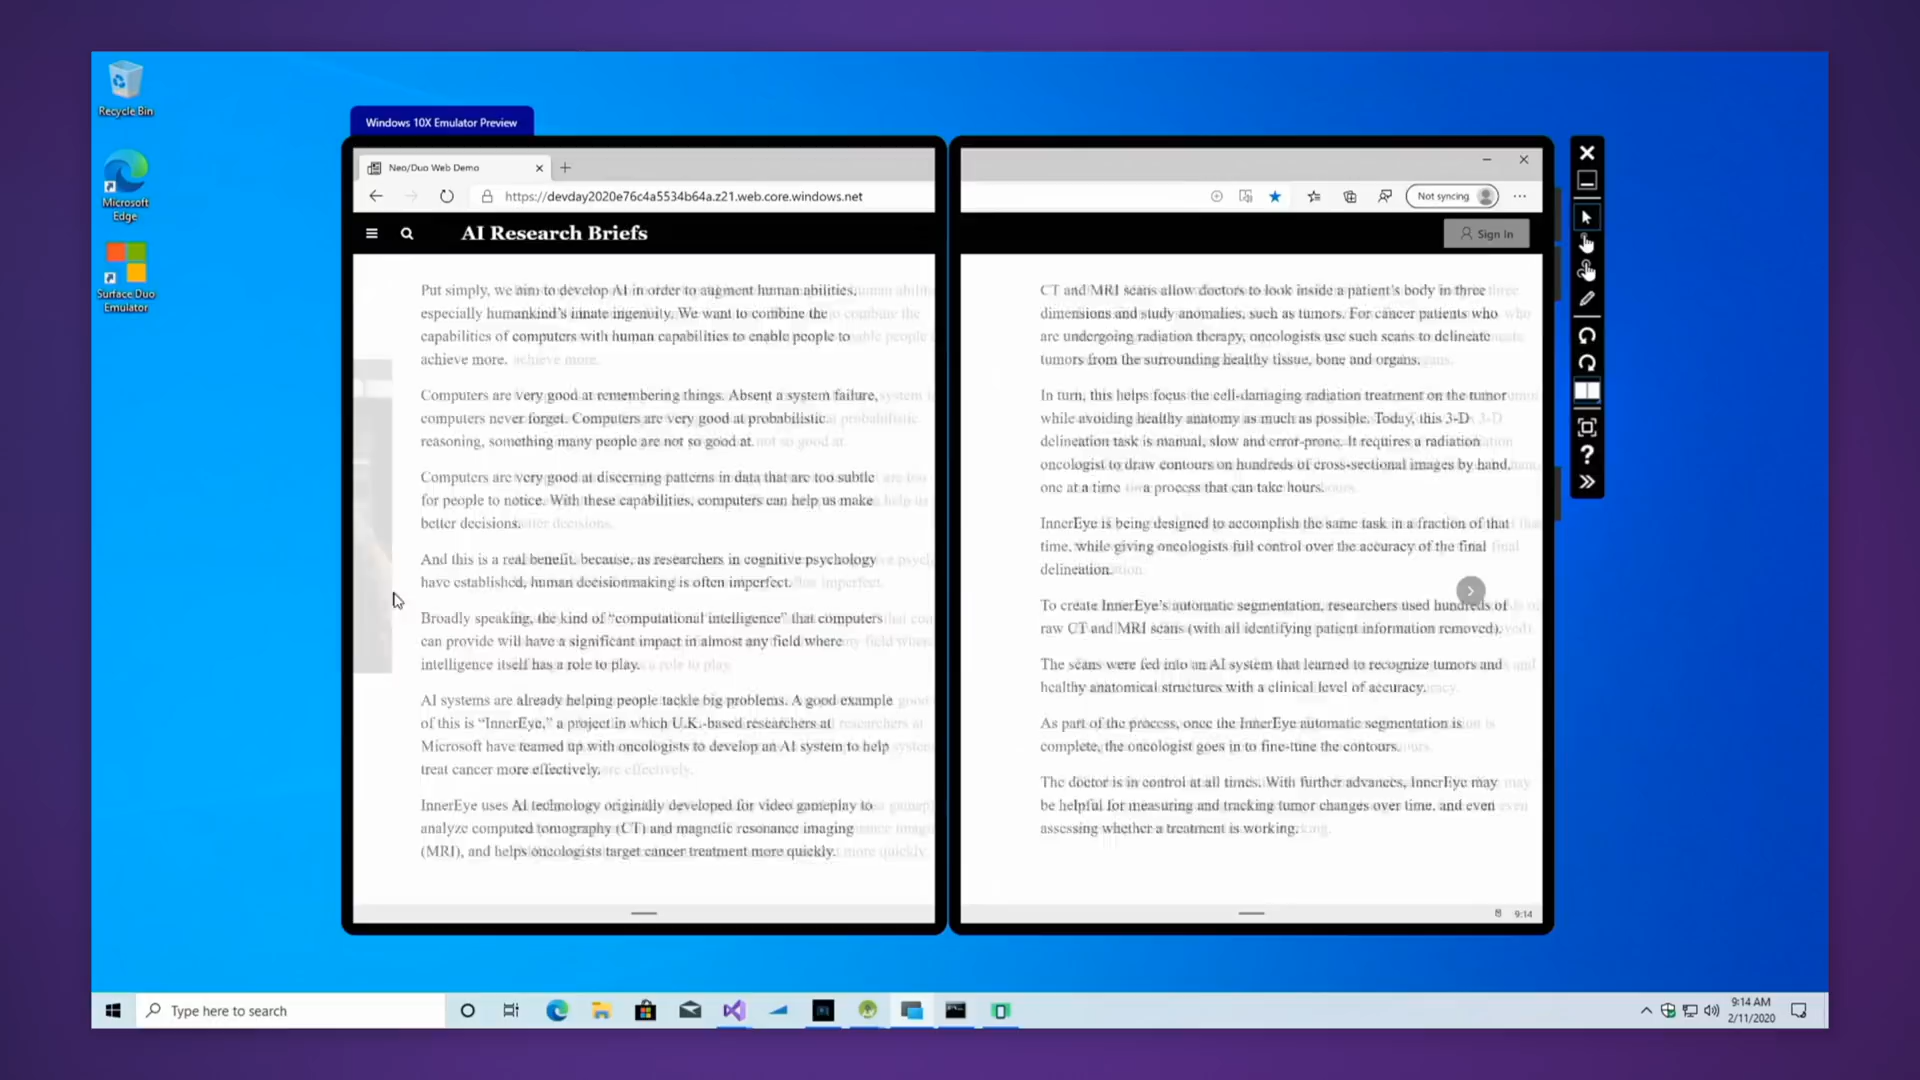 Recycle Bin
Microsoft
Edge
Surface Duo
Emulator
Windows 10X Emulator Preview
Neo/Duo Web Demo
https://devday2020e76c4a5534b64a.z21.web.core.windows.net
Not syncing
AI Research Briefs
Sign In
Put simply, we aim to develop AI in order to augment human abilities,
especially humankind's innate ingenuity. We want to combine the
capabilities of computers with human capabilities to enable people to
achieve more.
Computers are very good at remembering things. Absent a system failure,
computers never forget. Computers are very good at probabilistic
reasoning, something many people are not so good at.
Computers are very good at discerning patterns in data that are too subtle
for people to notice. With these capabilities, computers can help us make
better decisions.
And this is a real benefit, because, as researchers in cognitive psychology
have established, human decisionmaking is often imperfect.
Broadly speaking, the kind of “computational intelligence” that computers
can provide will have a significant impact in almost any field where
intelligence itself has a role to play.
AI systems are already helping people tackle big problems. A good example
of this is “InnerEye,” a project in which U.K.-based researchers at
Microsoft have teamed up with oncologists to develop an AI system to help
treat cancer more effectively.
InnerEye uses AI technology originally developed for video gameplay to
analyze computed tomography (CT) and magnetic resonance imaging
(MRI), and helps oncologists target cancer treatment more quickly.
CT and MRI scans allow doctors to look inside a patient's body in three
dimensions and study anomalies, such as tumors. For cancer patients who
are undergoing radiation therapy, oncologists use such scans to delineate
tumors from the surrounding healthy tissue, bone and organs.
In turn, this helps focus the cell-damaging radiation treatment on the tumor
while avoiding healthy anatomy as much as possible. Today, this 3-D
delineation task is manual, slow and error-prone. It requires a radiation
oncologist to draw contours on hundreds of cross-sectional images by hand,
one at a time — a process that can take hours.
InnerEye is being designed to accomplish the same task in a fraction of that
time, while giving oncologists full control over the accuracy of the final
delineation.
To create InnerEye's automatic segmentation, researchers used hundreds of
raw CT and MRI scans (with all identifying patient information removed).
The scans were fed into an AI system that learned to recognize tumors and
healthy anatomical structures with a clinical level of accuracy.
As part of the process, once the InnerEye automatic segmentation is
complete, the oncologist goes in to fine-tune the contours.
The doctor is in control at all times. With further advances, InnerEye may
be helpful for measuring and tracking tumor changes over time, and even
assessing whether a treatment is working.
9:14
Type here to search
9:14 AM
2/11/2020